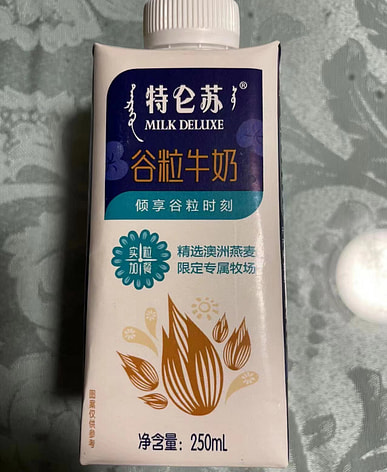 特仑苏®
MILK DELUXE
谷粒牛奶
倾享谷粒时刻
实粒
加餐
精选澳洲燕麦
限定专属牧场
图案仅供参考
净含量：250mL